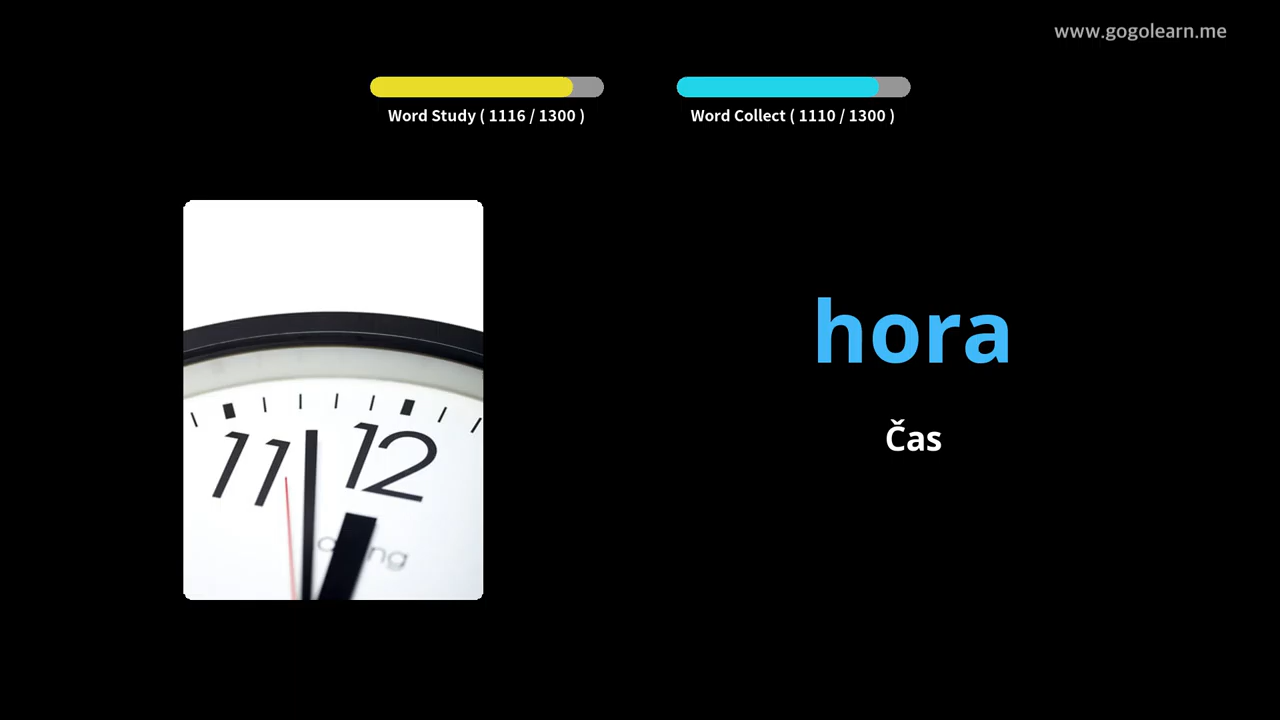 www.gogolearn.me
Word Study ( 1116 / 1300 )
Word Collect ( 1110 / 1300 )
hora
Čas
11
12